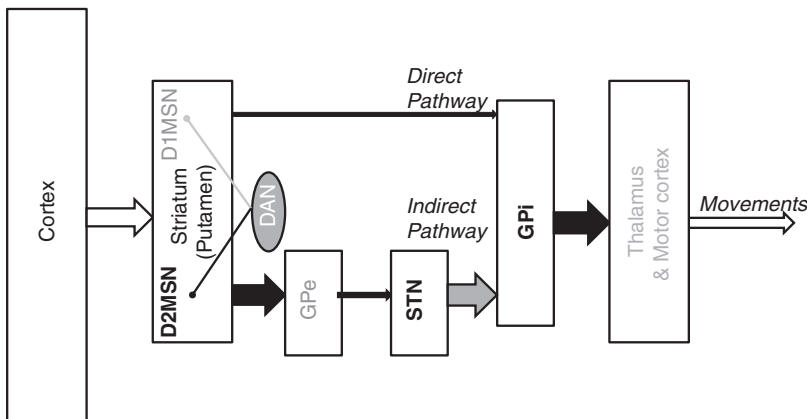 Cortex
D1MSN
Striatum
(Putamen)
D2MSN
DAN
Direct
Pathway
Indirect
Pathway
GPe
STN
GPi
Thalamus
& Motor cortex
Movements